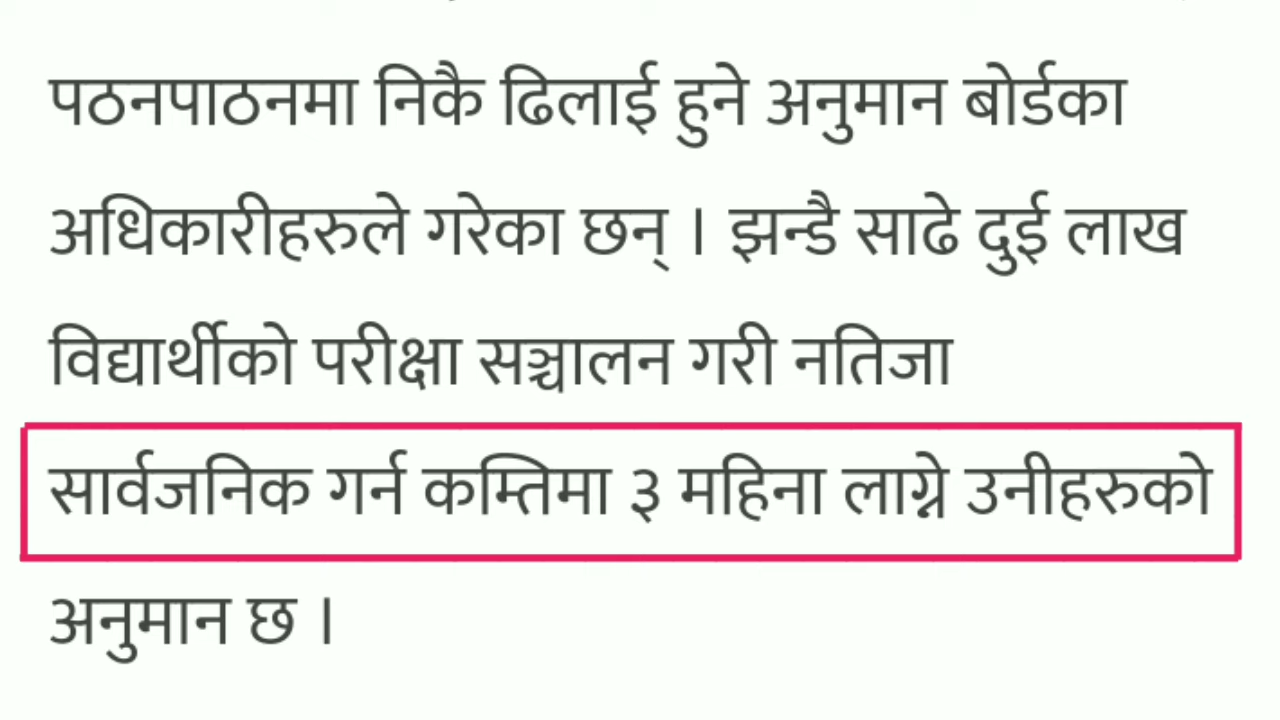 पठनपाठनमा निकै ढिलाई हुने अनुमान बोर्डका
अधिकारीहरुले गरेका छन् । झन्डै साढे दुई लाख
विद्यार्थीको परीक्षा सञ्चालन गरी नतिजा
सार्वजनिक गर्न कम्तिमा ३ महिना लाग्ने उनीहरुको
अनुमान छ ।